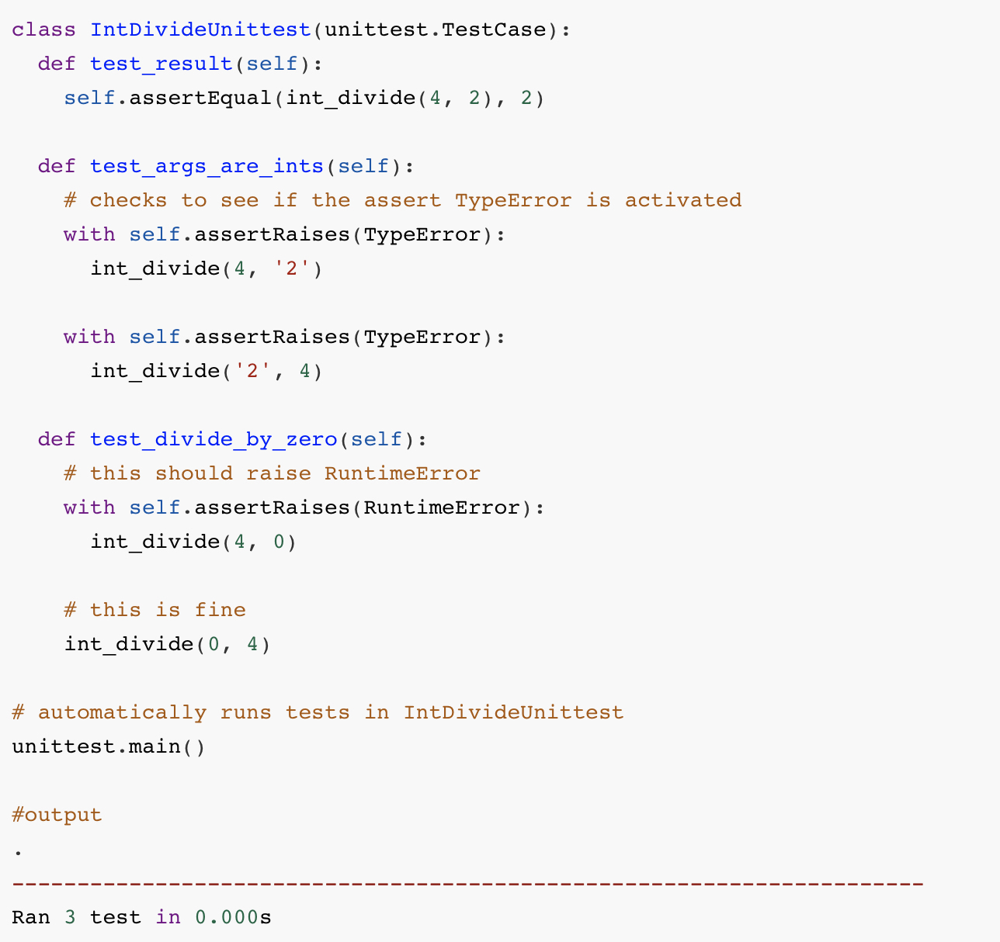 class IntDivideUnittest(unittest.TestCase):
  def test_result(self):
    self.assertEqual(int_divide(4, 2), 2)

  def test_args_are_ints(self):
    # checks to see if the assert TypeError is activated
    with self.assertRaises(TypeError):
      int_divide(4, '2')

    with self.assertRaises(TypeError):
      int_divide('2', 4)

  def test_divide_by_zero(self):
    # this should raise RuntimeError
    with self.assertRaises(RuntimeError):
      int_divide(4, 0)

    # this is fine
    int_divide(0, 4)

# automatically runs tests in IntDivideUnittest
unittest.main()

#output
.
----------------------------------------------------------------------
Ran 3 test in 0.000s